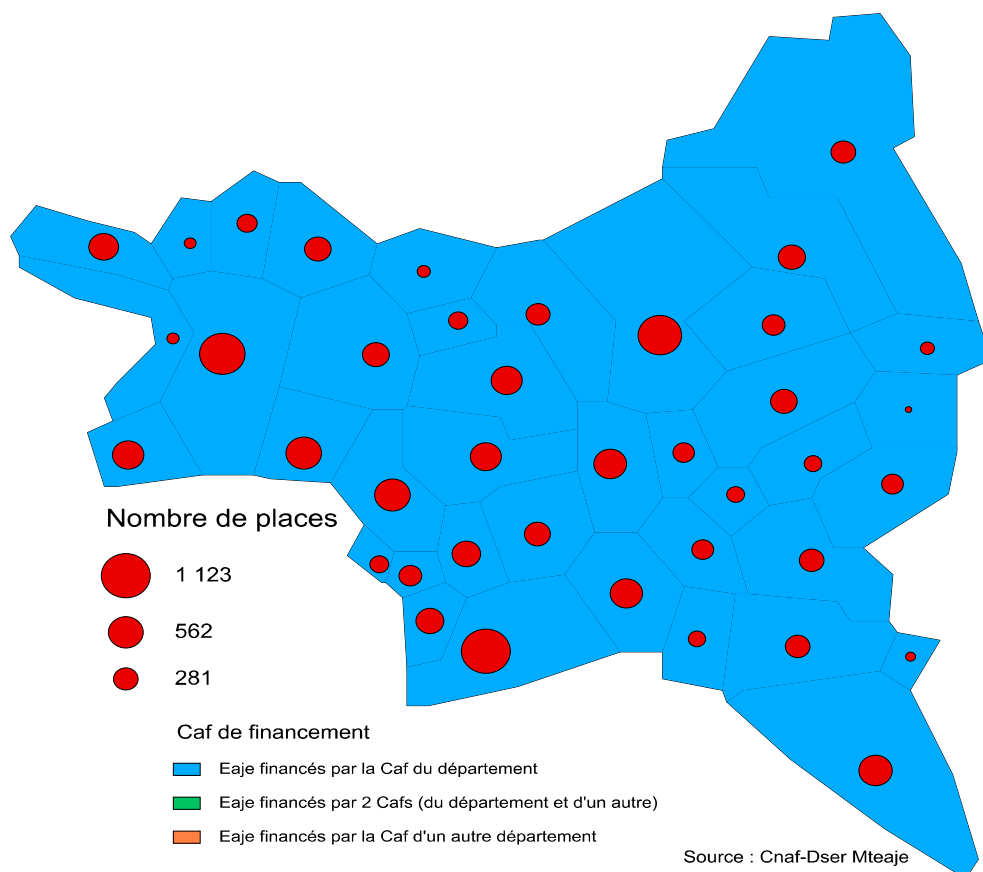 Nombre de places
1 123
562
281
Caf de financement
Eaje financés par la Caf du département
Eaje financés par 2 Cafs (du département et d'un autre)
Eaje financés par la Caf d'un autre département
Source : Cnaf-Dser Mteaje